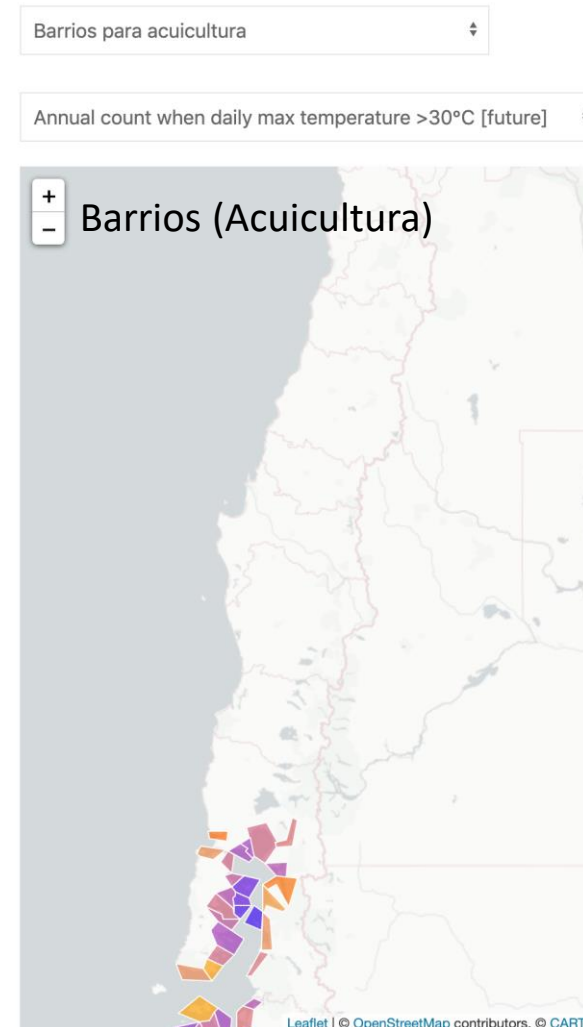 Barrios para acuicultura
Annual count when daily max temperature >30°C [future]
+
Barrios (Acuicultura)
−
Leaflet | © OpenStreetMap contributors, © CART